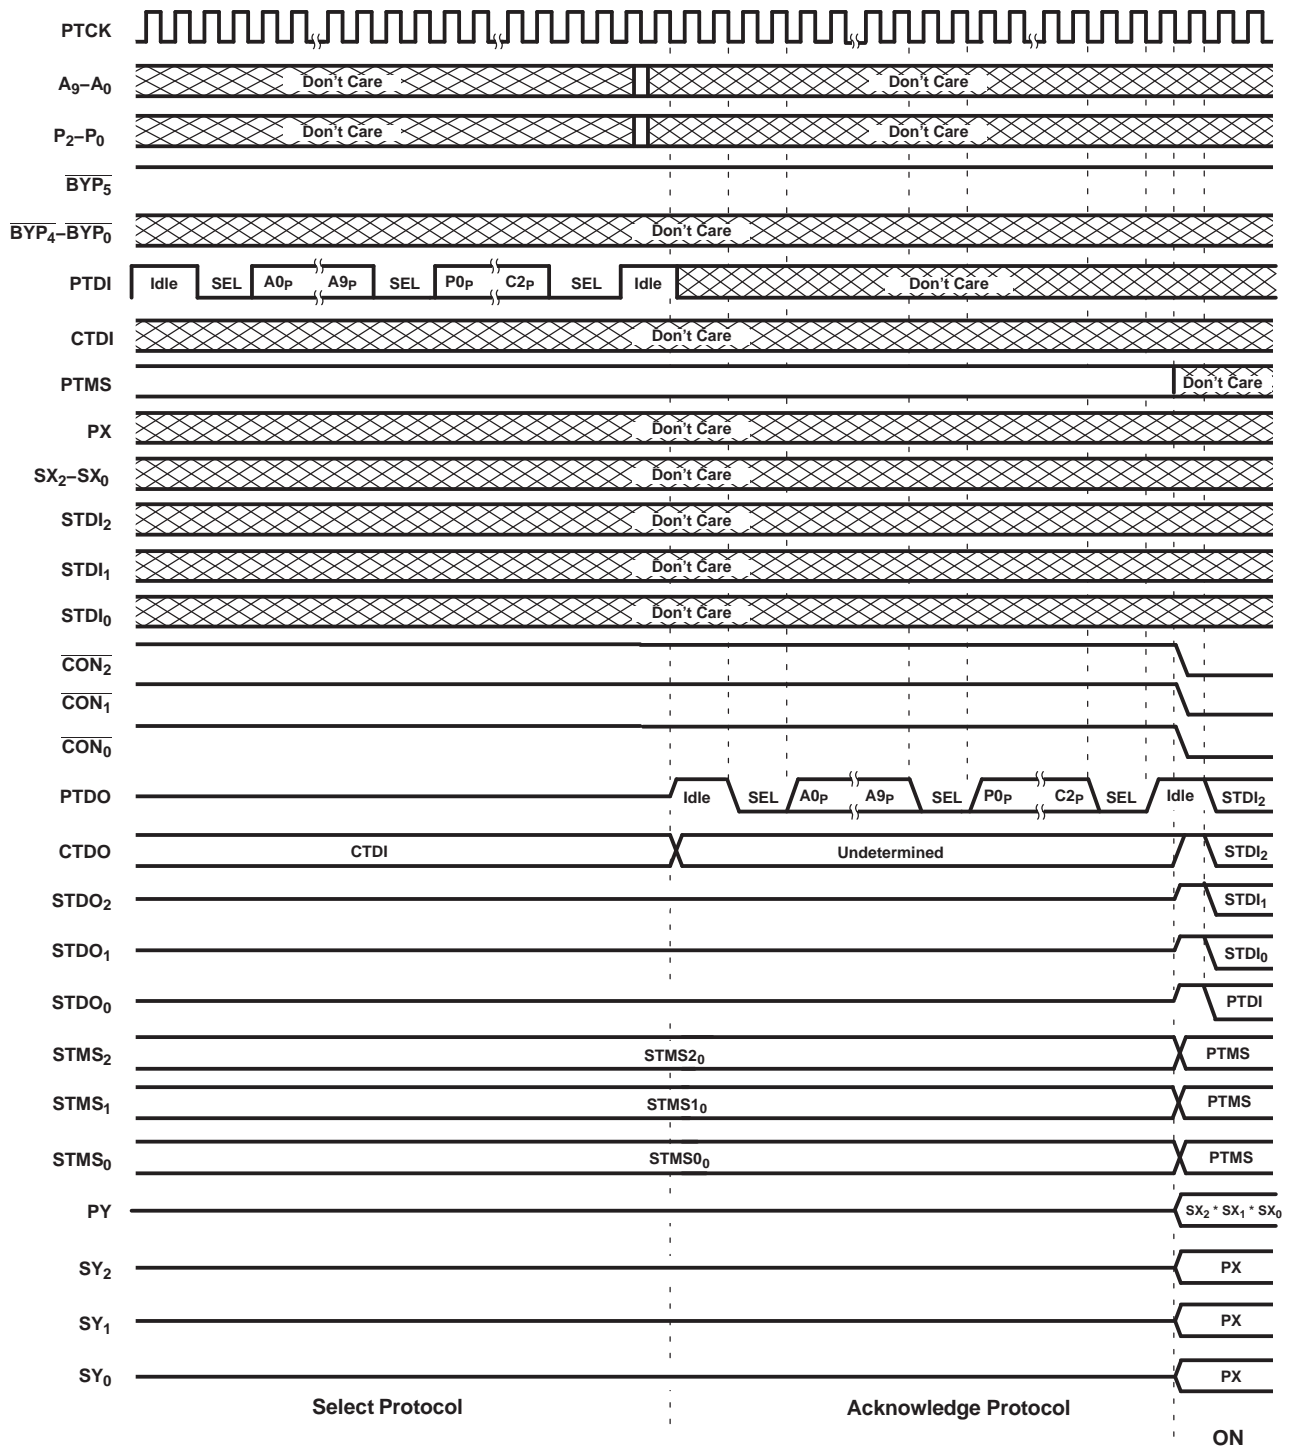 PTCK
A9–A0 Don't Care Don't Care
P2–P0 Don't Care Don't Care
BYP5
BYP4–BYP0 Don't Care
PTDI Idle SEL A0P A9P SEL P0P C2P SEL Idle Don't Care
CTDI Don't Care
PTMS Don't Care
PX Don't Care
SX2–SX0 Don't Care
STDI2 Don't Care
STDI1 Don't Care
STDI0 Don't Care
CON2
CON1
CON0
PTDO Idle SEL A0P A9P SEL P0P C2P SEL Idle STDI2
CTDO CTDI Undetermined STDI2
STDO2 STDI1
STDO1 STDI0
STDO0 PTDI
STMS2 STMS20 PTMS
STMS1 STMS10 PTMS
STMS0 STMS00 PTMS
PY SX2 * SX1 * SX0
SY2 PX
SY1 PX
SY0 PX
Select Protocol Acknowledge Protocol
ON